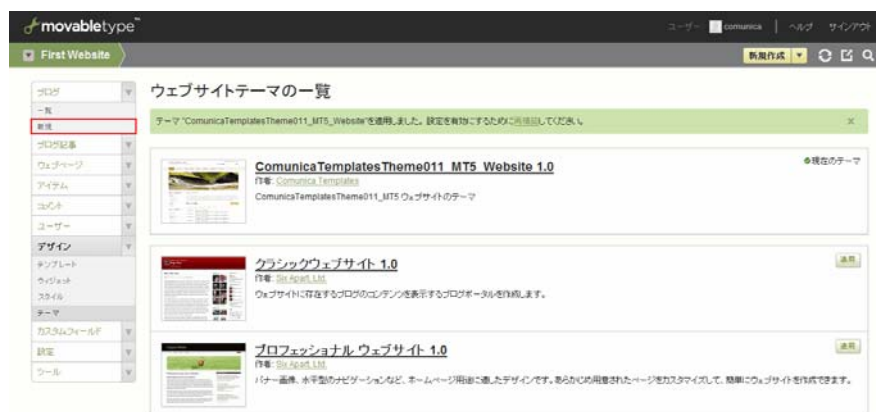 movabletype™
ユーザー comunica | ヘルプ サインアウト
First Website
新規作成
ブログ
一覧
新規
ブログ記事
ウェブページ
アイテム
コメント
ユーザー
デザイン
テンプレート
ウィジェット
スタイル
テーマ
カスタムフィールド
設定
ツール
ウェブサイトテーマの一覧
テーマ "ComunicaTemplatesTheme011_MT5_Website"を適用しました。設定を有効にするために再構築してください。
ComunicaTemplatesTheme011_MT5_Website 1.0
作者: Comunica Templates
ComunicaTemplatesTheme011_MT5 ウェブサイトのテーマ
現在のテーマ
クラシックウェブサイト 1.0
作者: Six Apart, Ltd.
ウェブサイトに存在するブログのコンテンツを表示するブログポータルを作成します。
適用
プロフェッショナル ウェブサイト 1.0
作者: Six Apart, Ltd.
バナー画像、水平型のナビゲーションなど、ホームページ用途に適したデザインです。あらかじめ用意されたページをカスタマイズして、簡単にウェブサイトを作成できます。
適用